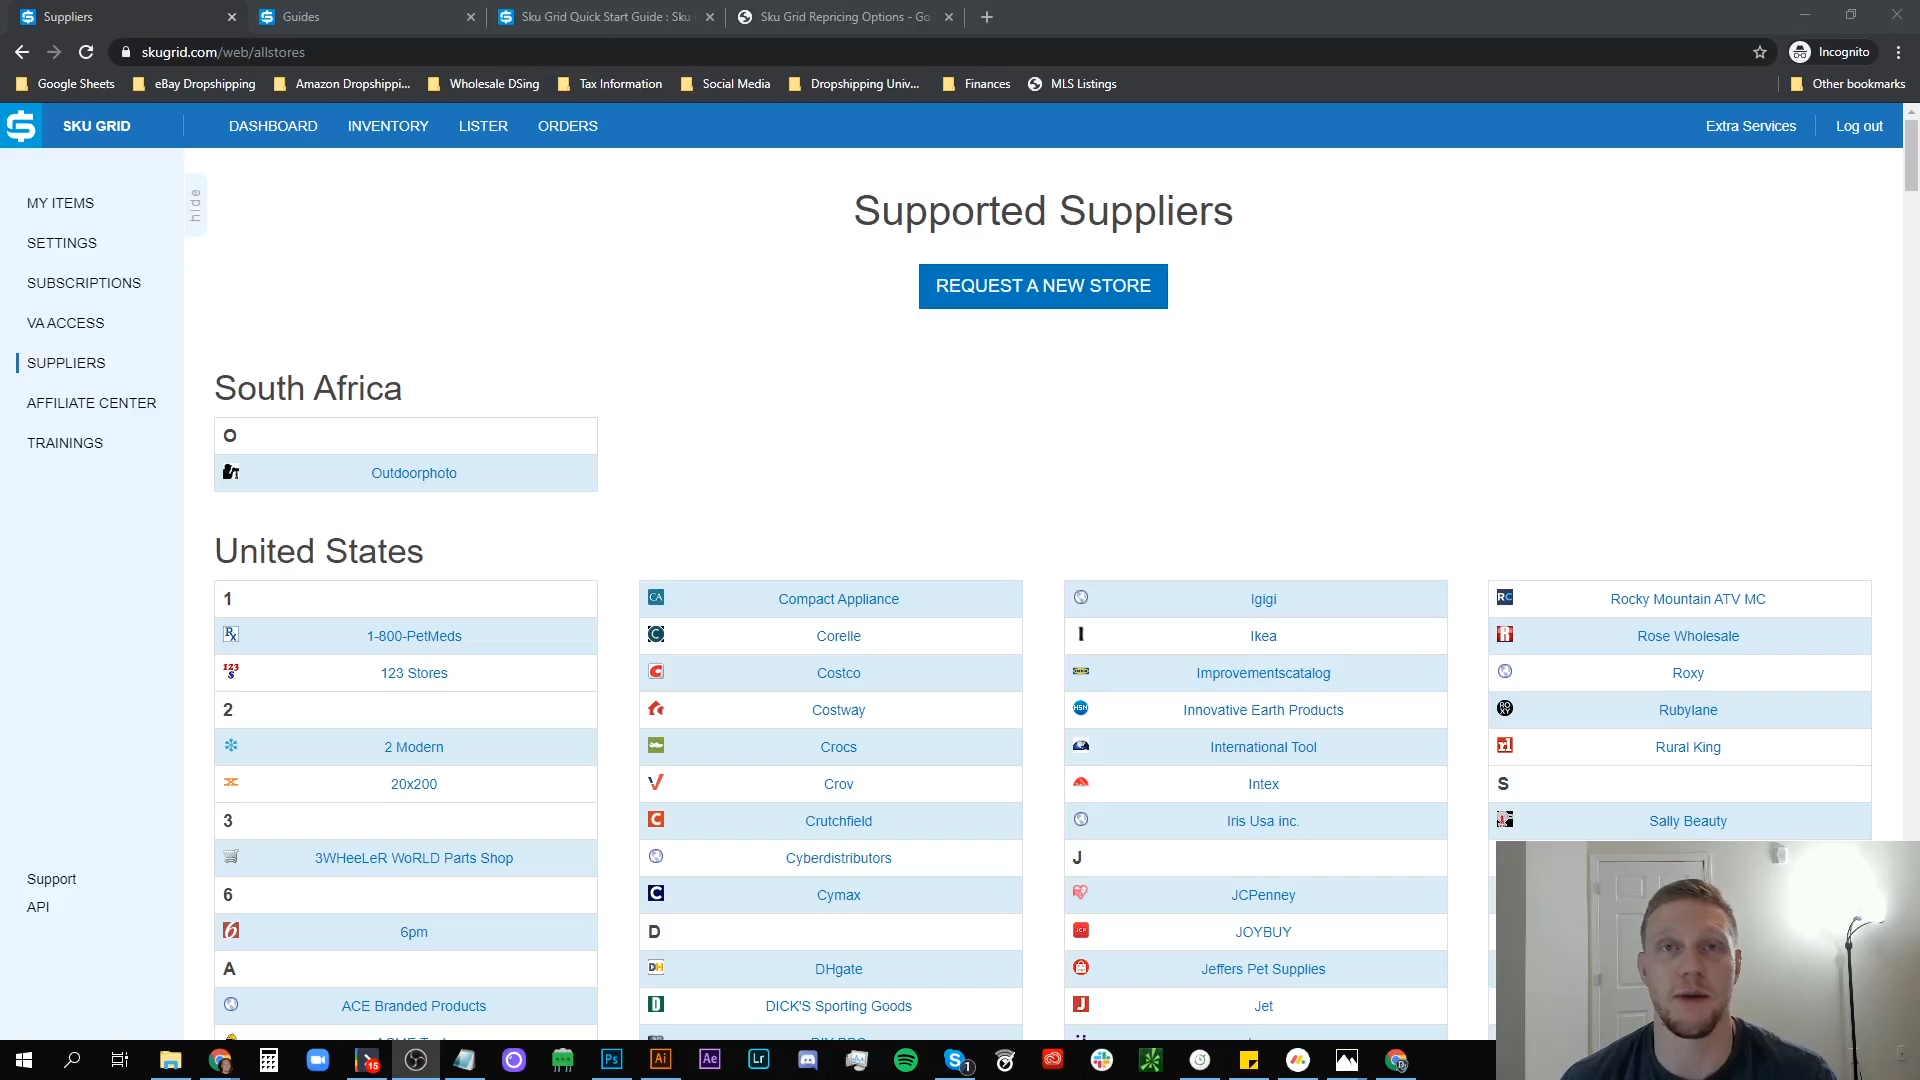 Suppliers
Guides
Sku Grid Quick Start Guide : Sku
Sku Grid Repricing Options - Go
skugrid.com/web/allstores
Incognito
Google Sheets
eBay Dropshipping
Amazon Dropshippi...
Wholesale DSing
Tax Information
Social Media
Dropshipping Univ...
Finances
MLS Listings
Other bookmarks
SKU GRID
DASHBOARD
INVENTORY
LISTER
ORDERS
Extra Services
Log out
hide
MY ITEMS
SETTINGS
SUBSCRIPTIONS
VA ACCESS
SUPPLIERS
AFFILIATE CENTER
TRAININGS
Support
API
Supported Suppliers
REQUEST A NEW STORE
South Africa
O
Outdoorphoto
United States
1
1-800-PetMeds
123 Stores
2
2 Modern
20x200
3
3WHeeLeR WoRLD Parts Shop
6
6pm
A
ACE Branded Products
Compact Appliance
Corelle
Costco
Costway
Crocs
Crov
Crutchfield
Cyberdistributors
Cymax
D
DHgate
DICK'S Sporting Goods
Igigi
Ikea
Improvementscatalog
Innovative Earth Products
International Tool
Intex
Iris Usa inc.
J
JCPenney
JOYBUY
Jeffers Pet Supplies
Jet
Rocky Mountain ATV MC
Rose Wholesale
Roxy
Rubylane
Rural King
S
Sally Beauty